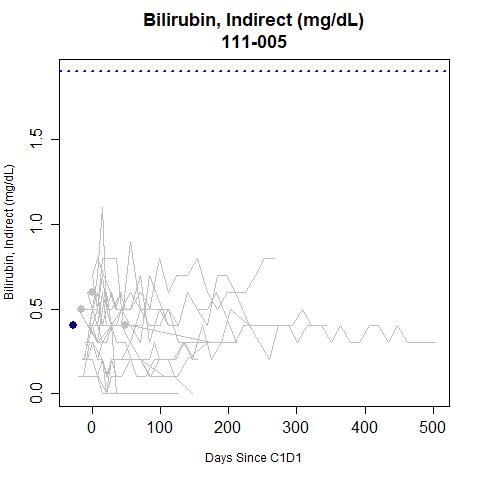 Bilirubin, Indirect (mg/dL)
111-005
Bilirubin, Indirect (mg/dL)
1.5
1.0
0.5
0.0
0 100 200 300 400 500
Days Since C1D1